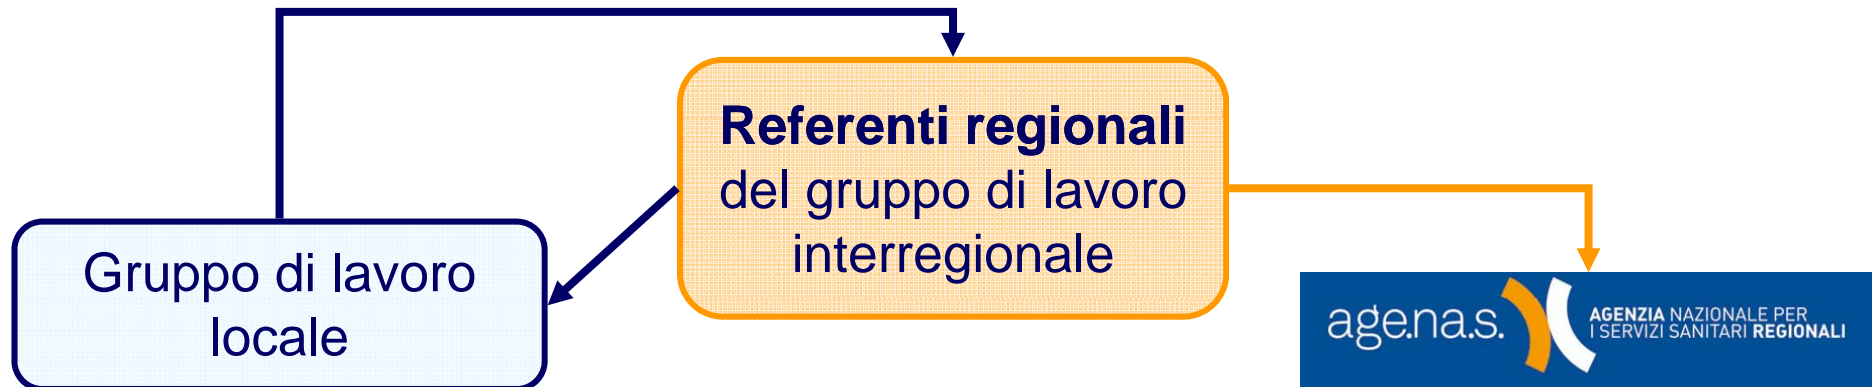 Referenti regionali
del gruppo di lavoro
interregionale
Gruppo di lavoro
locale
age.na.s.
AGENZIA NAZIONALE PER
I SERVIZI SANITARI REGIONALI